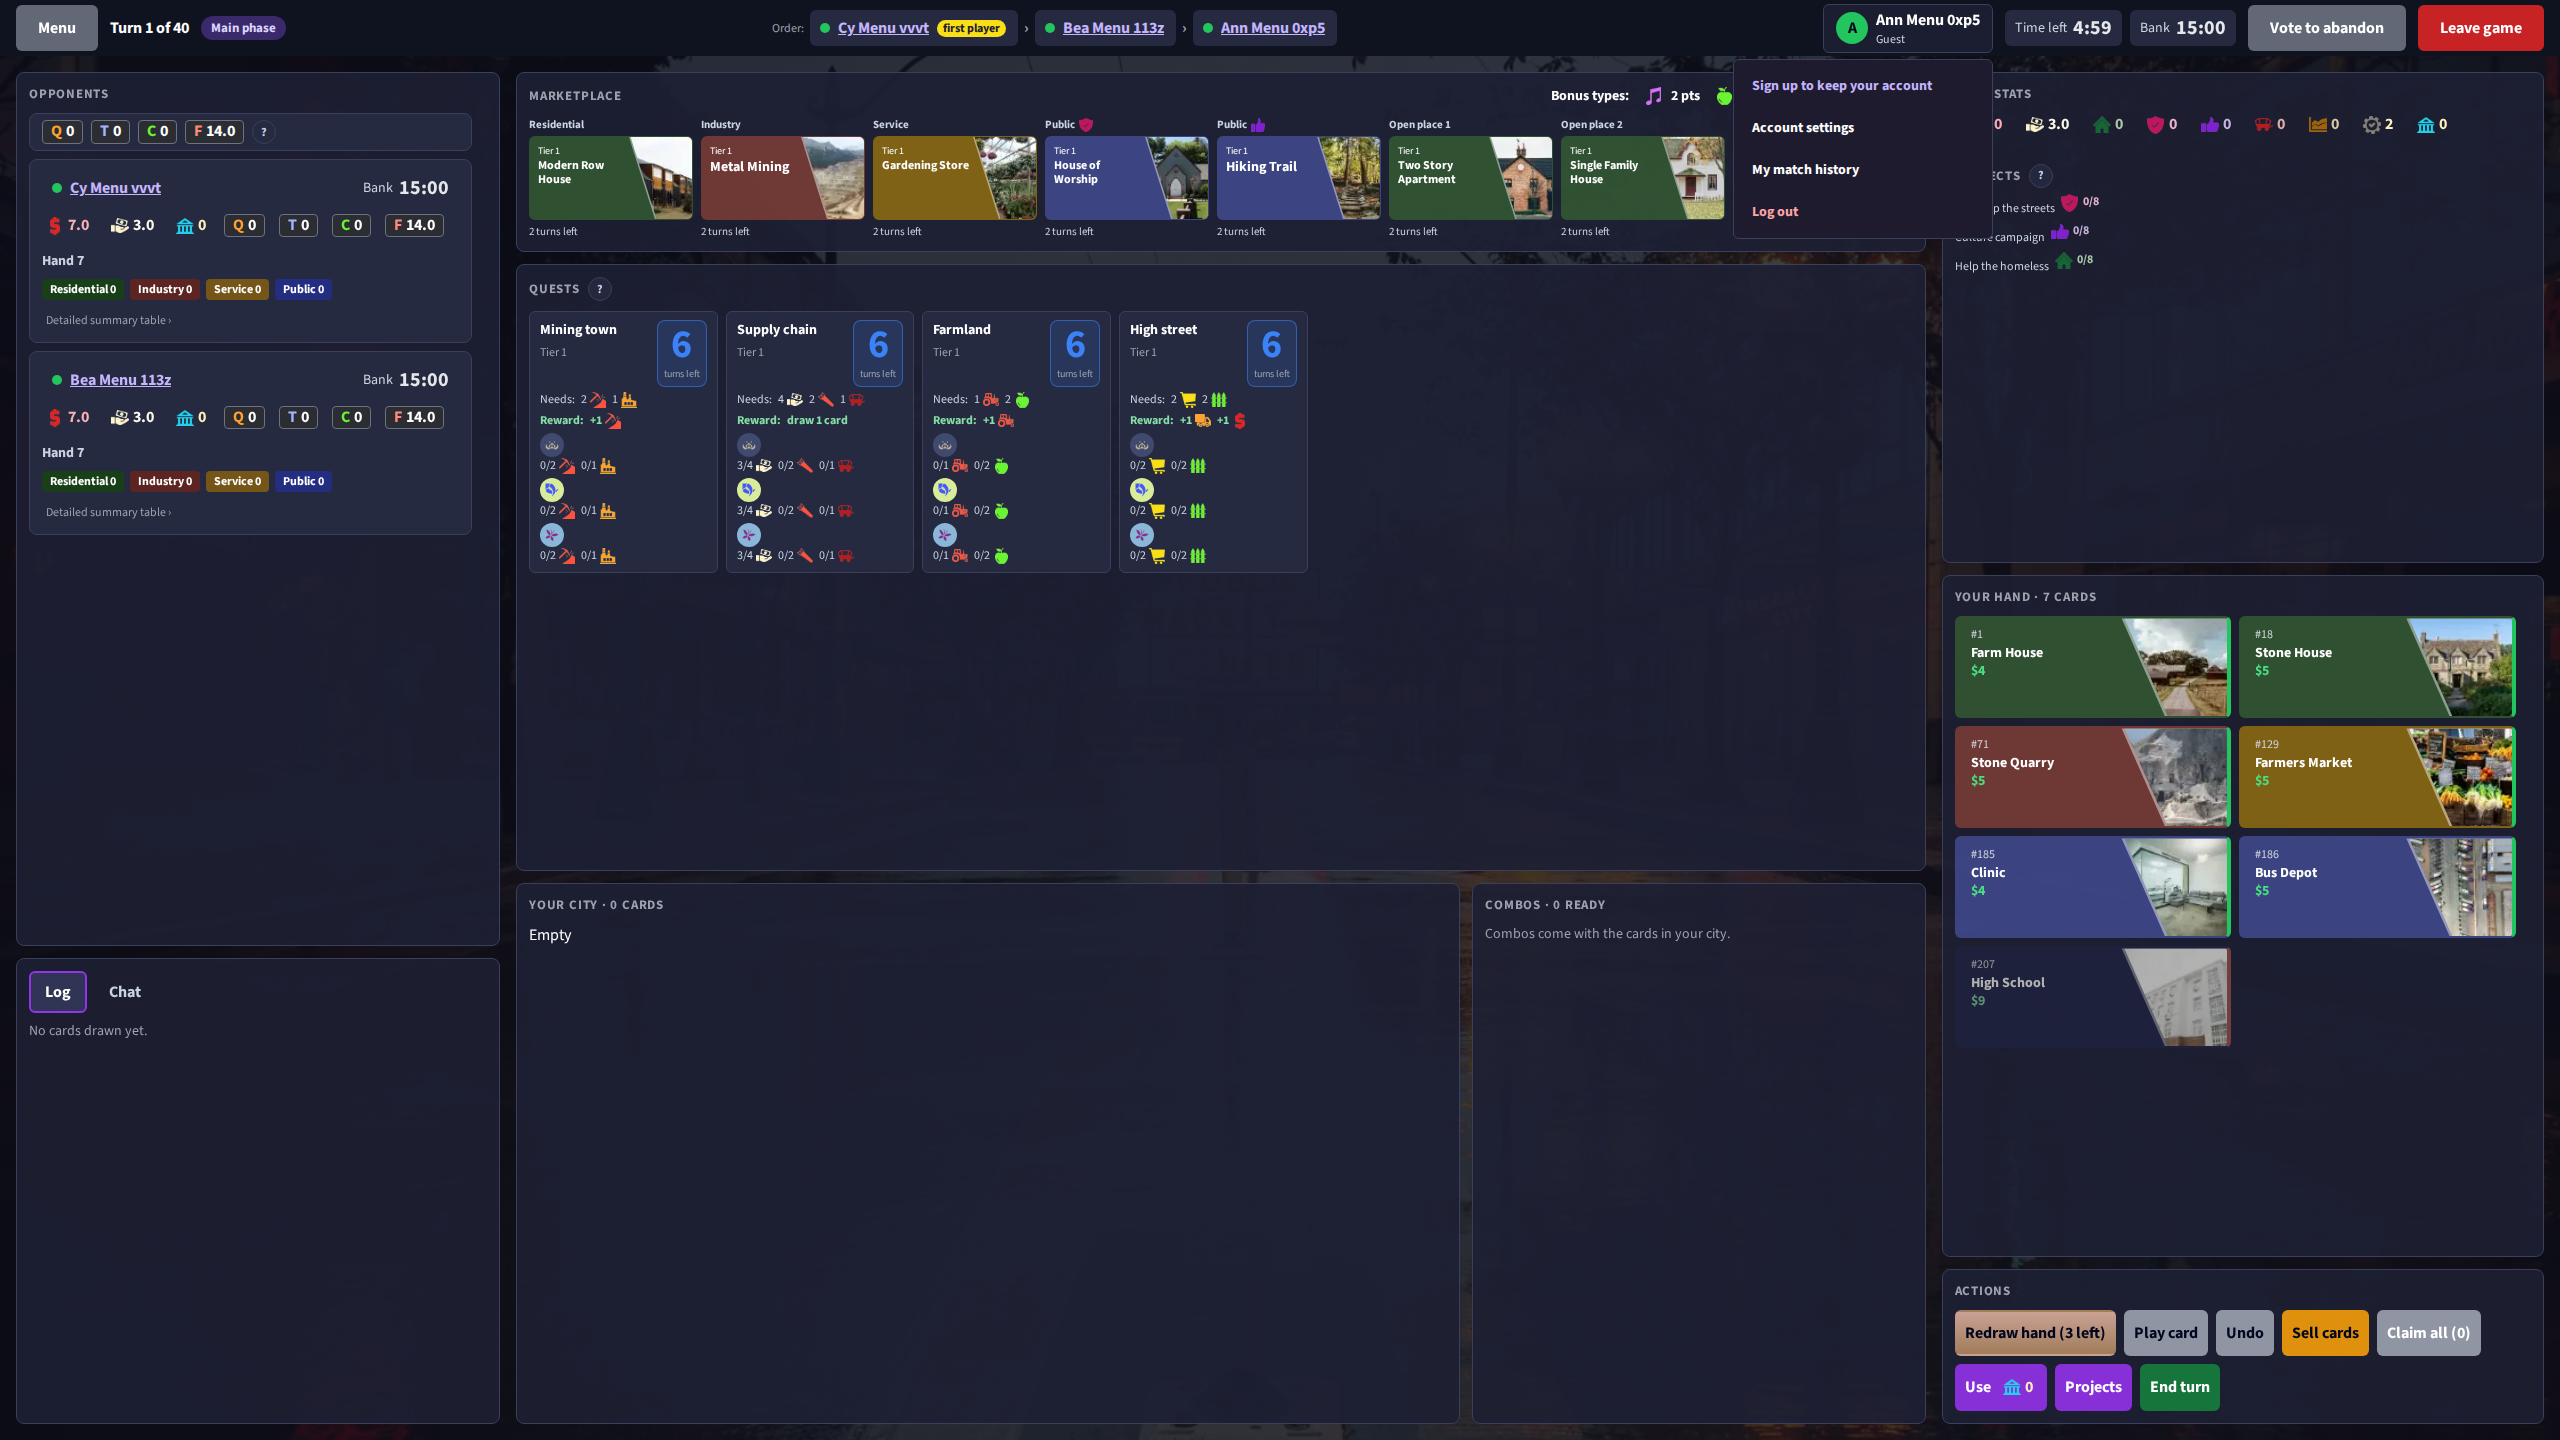 Menu
Turn 1 of 40
Main phase
Order:
Cy Menu vvvt
first player
›
Bea Menu 113z
›
Ann Menu 0xp5
A
Ann Menu 0xp5
Guest
Time left 4:59
Bank 15:00
Vote to abandon
Leave game
Sign up to keep your account
Account settings
My match history
Log out
OPPONENTS
Q 0
T 0
C 0
F 14.0
?
Cy Menu vvvt
Bank 15:00
$ 7.0
3.0
0
Q 0
T 0
C 0
F 14.0
Hand 7
Residential 0
Industry 0
Service 0
Public 0
Detailed summary table ›
Bea Menu 113z
Bank 15:00
$ 7.0
3.0
0
Q 0
T 0
C 0
F 14.0
Hand 7
Residential 0
Industry 0
Service 0
Public 0
Detailed summary table ›
Log
Chat
No cards drawn yet.
MARKETPLACE
Bonus types:
2 pts
Residential
Tier 1
Modern Row
House
2 turns left
Industry
Tier 1
Metal Mining
2 turns left
Service
Tier 1
Gardening Store
2 turns left
Public
Tier 1
House of
Worship
2 turns left
Public
Tier 1
Hiking Trail
2 turns left
Open place 1
Tier 1
Two Story
Apartment
2 turns left
Open place 2
Tier 1
Single Family
House
2 turns left
QUESTS
?
Mining town
Tier 1
6
turns left
Needs: 2 1
Reward: +1
0/2 0/1
0/2 0/1
0/2 0/1
Supply chain
Tier 1
6
turns left
Needs: 4 2 1
Reward: draw 1 card
3/4 0/2 0/1
3/4 0/2 0/1
3/4 0/2 0/1
Farmland
Tier 1
6
turns left
Needs: 1 2
Reward: +1
0/1 0/2
0/1 0/2
0/1 0/2
High street
Tier 1
6
turns left
Needs: 2 2
Reward: +1 +1 $
0/2 0/2
0/2 0/2
0/2 0/2
YOUR CITY · 0 CARDS
Empty
COMBOS · 0 READY
Combos come with the cards in your city.
STATS
0
3.0
0
0
0
0
0
2
0
?
the streets 0/8
campaign 0/8
Help the homeless 0/8
YOUR HAND · 7 CARDS
#1
Farm House
$4
#18
Stone House
$5
#71
Stone Quarry
$5
#129
Farmers Market
$5
#185
Clinic
$4
#186
Bus Depot
$5
#207
High School
$9
ACTIONS
Redraw hand (3 left)
Play card
Undo
Sell cards
Claim all (0)
Use 0
Projects
End turn